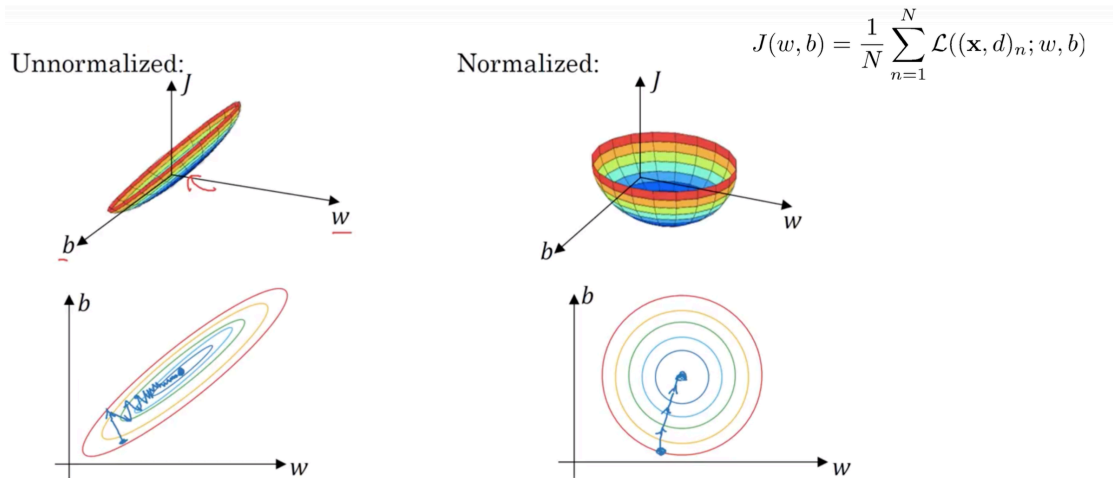 J(w, b) = \frac{1}{N} \sum_{n=1}^{N} \mathcal{L}((\mathbf{x}, d)_n; w, b)
Unnormalized:
J
w
b
Normalized:
J
w
b
b
w
b
w